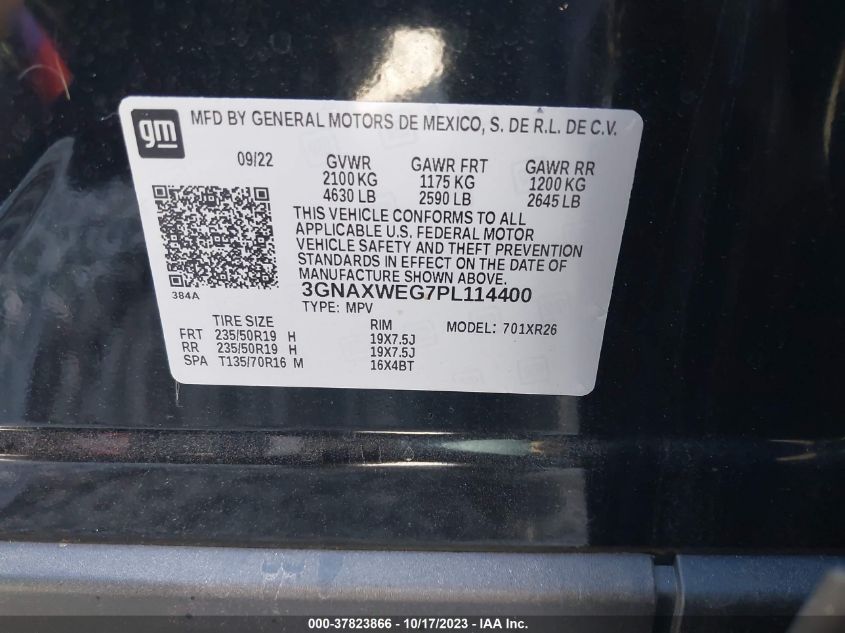 gm
MFD BY GENERAL MOTORS DE MEXICO, S. DE R.L. DE C.V.
09/22 GVWR GAWR FRT GAWR RR
2100 KG 1175 KG 1200 KG
4630 LB 2590 LB 2645 LB
THIS VEHICLE CONFORMS TO ALL
APPLICABLE U.S. FEDERAL MOTOR
VEHICLE SAFETY AND THEFT PREVENTION
STANDARDS IN EFFECT ON THE DATE OF
MANUFACTURE SHOWN ABOVE.
384A 3GNAXWEG7PL114400
TYPE: MPV
TIRE SIZE RIM MODEL: 701XR26
FRT 235/50R19 H 19X7.5J
RR 235/50R19 H 19X7.5J
SPA T135/70R16 M 16X4BT
000-37823866 - 10/17/2023 - IAA Inc.